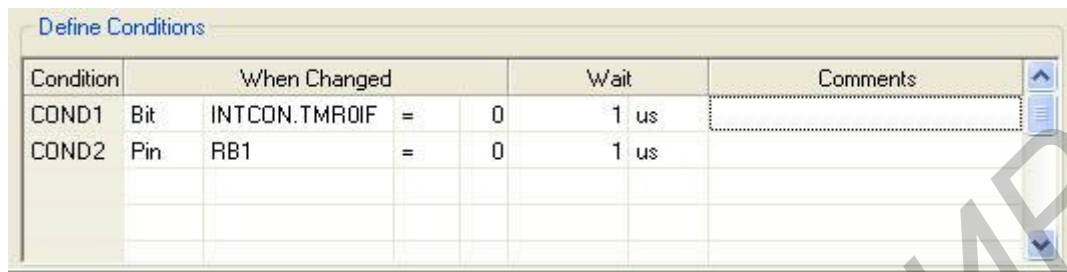 Define Conditions
Condition When Changed Wait Comments
COND1 Bit INTCON.TMR0IF = 0 1 us
COND2 Pin RB1 = 0 1 us